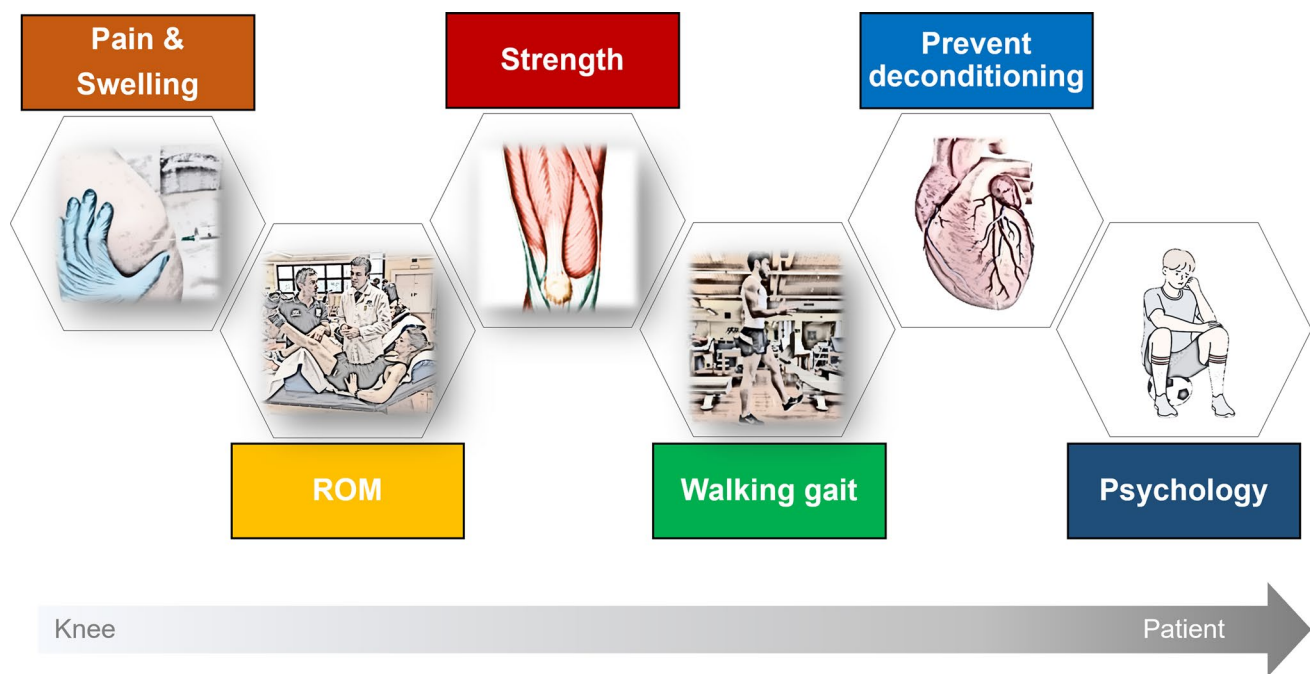 Pain &
Swelling
Strength
Prevent
deconditioning
ROM
Walking gait
Psychology
Knee
Patient